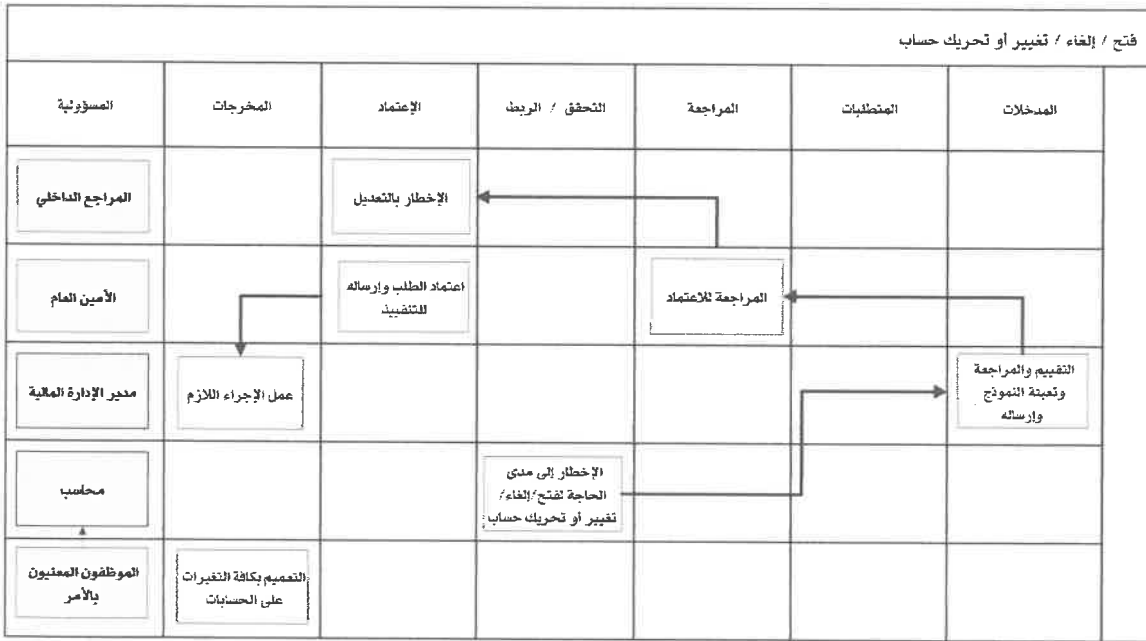 فتح / إلغاء / تغيير أو تحريك حساب
المدخلات
المتطلبات
المراجعة
التحقق / الربط
الإعتماد
المخرجات
المسؤولية
الإخطار بالتعديل
المراجع الداخلي
المراجعة للاعتماد
اعتماد الطلب وإرساله
للتنفييذ
الأمين العام
التقييم والمراجعة
وتعبئة النموذج
وإرساله
عمل الإجراء اللازم
مدير الإدارة المالية
الإخطار إلى مدى
الحاجة لفتح/إلغاء/
تغيير أو تحريك حساب
محاسب
التعميم بكافة التغيرات
على الحسابات
الموظفون المعنيون
بالأمر